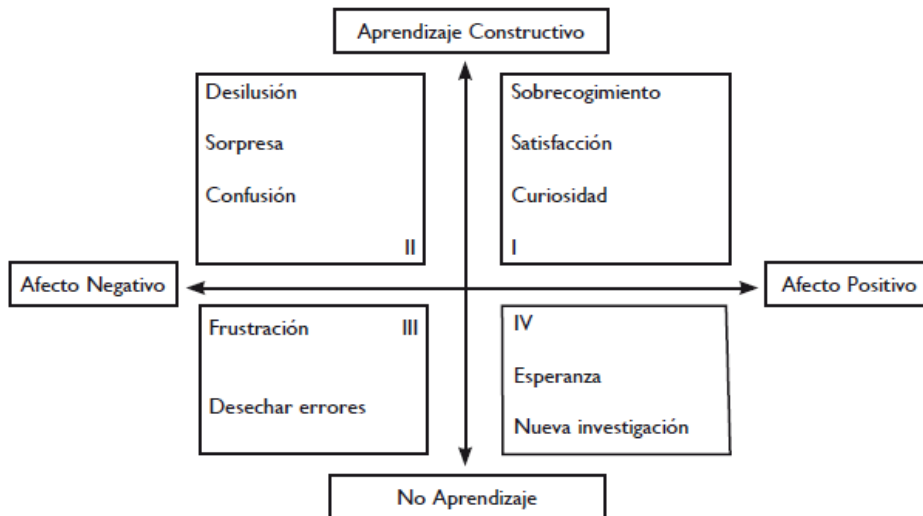 Aprendizaje Constructivo
Desilusión
Sorpresa
Confusión
II
Sobrecogimiento
Satisfacción
Curiosidad
I
Afecto Negativo
Afecto Positivo
Frustración III
Desechar errores
IV
Esperanza
Nueva investigación
No Aprendizaje